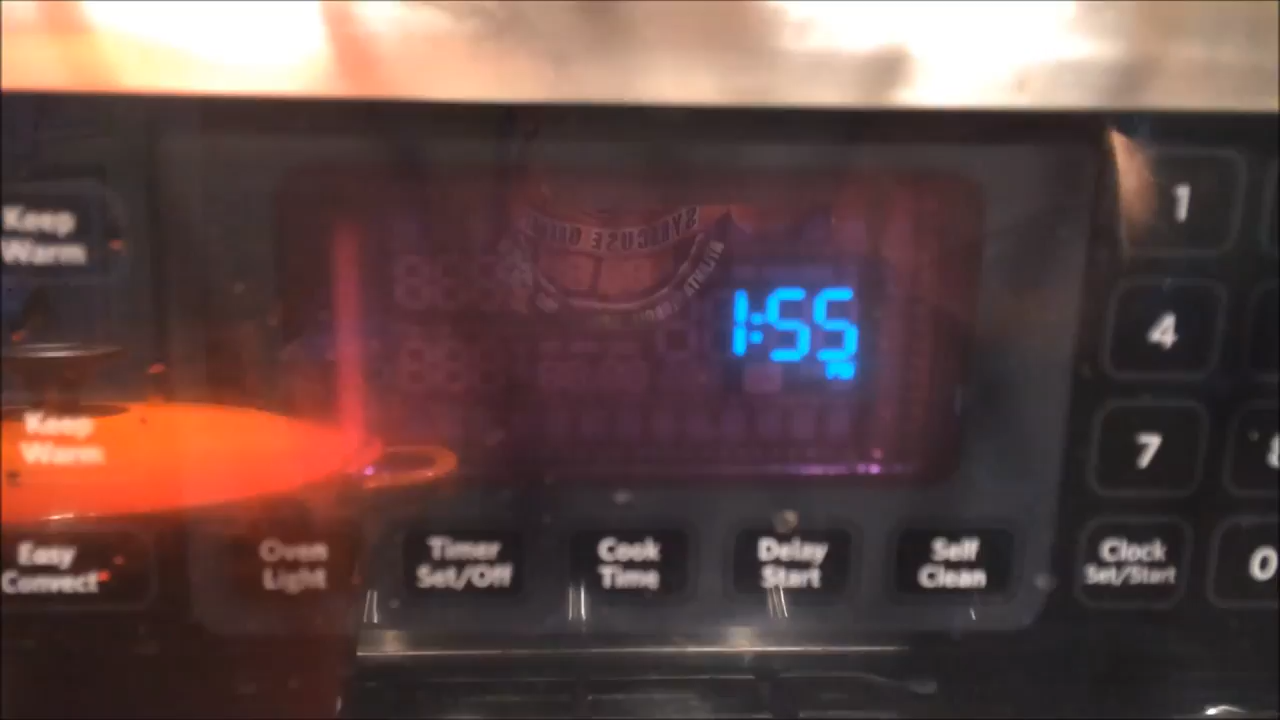 Keep
Warm
1
1:55
4
Keep
Warm
7
Easy
Convect
Oven
Light
Timer
Set/Off
Cook
Time
Delay
Start
Self
Clean
Clock
Set/Start
0